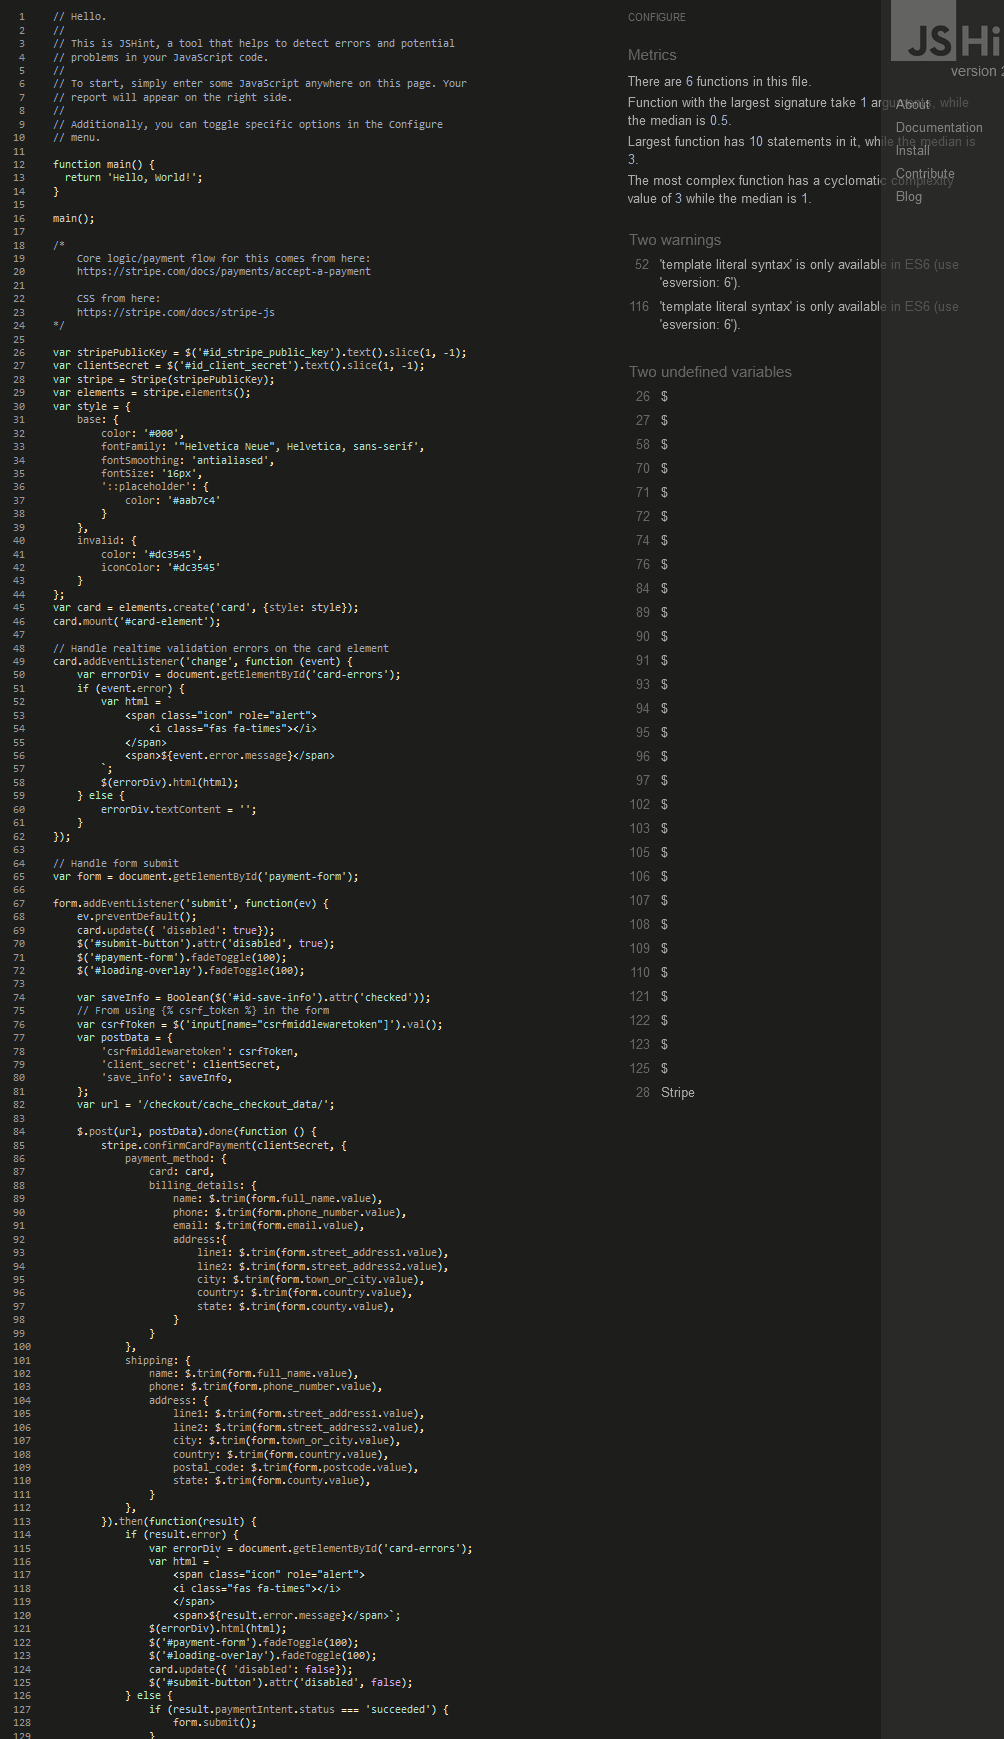 1 // Hello.
2 //
3 // This is JSHint, a tool that helps to detect errors and potential
4 // problems in your JavaScript code.
5 //
6 // To start, simply enter some JavaScript anywhere on this page. Your
7 // report will appear on the right side.
8 //
9 // Additionally, you can toggle specific options in the Configure
10 // menu.
11
12 function main() {
13   return 'Hello, World!';
14 }
15
16 main();
17
18 /*
19     Core logic/payment flow for this comes from here:
20     https://stripe.com/docs/payments/accept-a-payment
21
22     CSS from here:
23     https://stripe.com/docs/stripe-js
24 */
25
26 var stripePublicKey = $('#id_stripe_public_key').text().slice(1, -1);
27 var clientSecret = $('#id_client_secret').text().slice(1, -1);
28 var stripe = Stripe(stripePublicKey);
29 var elements = stripe.elements();
30 var style = {
31     base: {
32         color: '#000',
33         fontFamily: '"Helvetica Neue", Helvetica, sans-serif',
34         fontSmoothing: 'antialiased',
35         fontSize: '16px',
36         '::placeholder': {
37             color: '#aab7c4'
38         }
39     },
40     invalid: {
41         color: '#dc3545',
42         iconColor: '#dc3545'
43     }
44 };
45 var card = elements.create('card', {style: style});
46 card.mount('#card-element');
47
48 // Handle realtime validation errors on the card element
49 card.addEventListener('change', function (event) {
50     var errorDiv = document.getElementById('card-errors');
51     if (event.error) {
52         var html = `
53             <span class="icon" role="alert">
54                 <i class="fas fa-times"></i>
55             </span>
56             <span>${event.error.message}</span>
57         `;
58         $(errorDiv).html(html);
59     } else {
60         errorDiv.textContent = '';
61     }
62 });
63
64 // Handle form submit
65 var form = document.getElementById('payment-form');
66
67 form.addEventListener('submit', function(ev) {
68     ev.preventDefault();
69     card.update({ 'disabled': true});
70     $('#submit-button').attr('disabled', true);
71     $('#payment-form').fadeToggle(100);
72     $('#loading-overlay').fadeToggle(100);
73
74     var saveInfo = Boolean($('#id-save-info').attr('checked'));
75     // From using {% csrf_token %} in the form
76     var csrfToken = $('input[name="csrfmiddlewaretoken"]').val();
77     var postData = {
78         'csrfmiddlewaretoken': csrfToken,
79         'client_secret': clientSecret,
80         'save_info': saveInfo,
81     };
82     var url = '/checkout/cache_checkout_data/';
83
84     $.post(url, postData).done(function () {
85         stripe.confirmCardPayment(clientSecret, {
86             payment_method: {
87                 card: card,
88                 billing_details: {
89                     name: $.trim(form.full_name.value),
90                     phone: $.trim(form.phone_number.value),
91                     email: $.trim(form.email.value),
92                     address:{
93                         line1: $.trim(form.street_address1.value),
94                         line2: $.trim(form.street_address2.value),
95                         city: $.trim(form.town_or_city.value),
96                         country: $.trim(form.country.value),
97                         state: $.trim(form.county.value),
98                     }
99                 }
100             },
101             shipping: {
102                 name: $.trim(form.full_name.value),
103                 phone: $.trim(form.phone_number.value),
104                 address: {
105                     line1: $.trim(form.street_address1.value),
106                     line2: $.trim(form.street_address2.value),
107                     city: $.trim(form.town_or_city.value),
108                     country: $.trim(form.country.value),
109                     postal_code: $.trim(form.postcode.value),
110                     state: $.trim(form.county.value),
111                 }
112             },
113         }).then(function(result) {
114             if (result.error) {
115                 var errorDiv = document.getElementById('card-errors');
116                 var html = `
117                     <span class="icon" role="alert">
118                     <i class="fas fa-times"></i>
119                     </span>
120                     <span>${result.error.message}</span>`;
121                 $(errorDiv).html(html);
122                 $('#payment-form').fadeToggle(100);
123                 $('#loading-overlay').fadeToggle(100);
124                 card.update({ 'disabled': false});
125                 $('#submit-button').attr('disabled', false);
126             } else {
127                 if (result.paymentIntent.status === 'succeeded') {
128                     form.submit();
129                 }
CONFIGURE
Metrics
There are 6 functions in this file.
Function with the largest signature take 1 arguments, while
the median is 0.5.
Largest function has 10 statements in it, while the median is
3.
The most complex function has a cyclomatic complexity
value of 3 while the median is 1.
Two warnings
52 'template literal syntax' is only available in ES6 (use
'esversion: 6').
116 'template literal syntax' is only available in ES6 (use
'esversion: 6').
Two undefined variables
26 $
27 $
58 $
70 $
71 $
72 $
74 $
76 $
84 $
89 $
90 $
91 $
93 $
94 $
95 $
96 $
97 $
102 $
103 $
105 $
106 $
107 $
108 $
109 $
110 $
121 $
122 $
123 $
125 $
28 Stripe
JSHi
version 2
About
Documentation
Install
Contribute
Blog